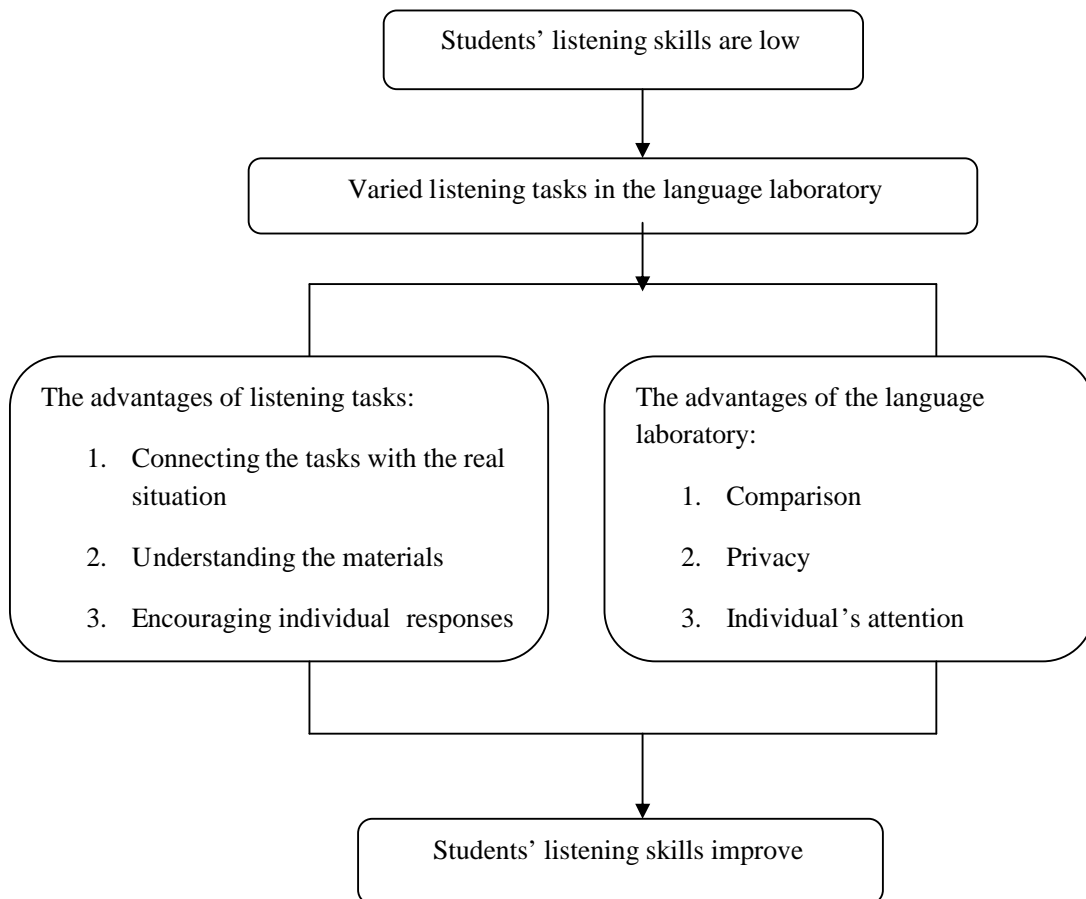 Students’ listening skills are low
Varied listening tasks in the language laboratory
The advantages of listening tasks:
1. Connecting the tasks with the real
situation
2. Understanding the materials
3. Encouraging individual responses
The advantages of the language
laboratory:
1. Comparison
2. Privacy
3. Individual’s attention
Students’ listening skills improve